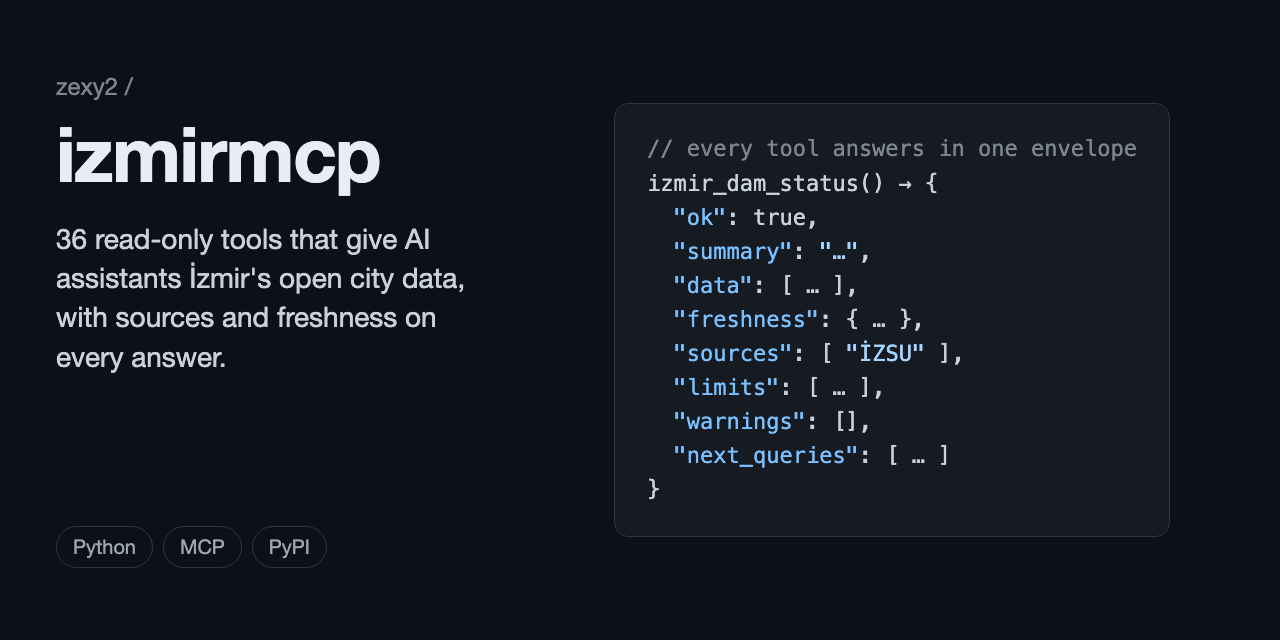 zexy2 /
izmirmcp
36 read-only tools that give AI
assistants İzmir's open city data,
with sources and freshness on
every answer.
Python
MCP
PyPI
// every tool answers in one envelope
izmir_dam_status() → {
  "ok": true,
  "summary": "…",
  "data": [ … ],
  "freshness": { … },
  "sources": [ "İZSU" ],
  "limits": [ … ],
  "warnings": [],
  "next_queries": [ … ]
}